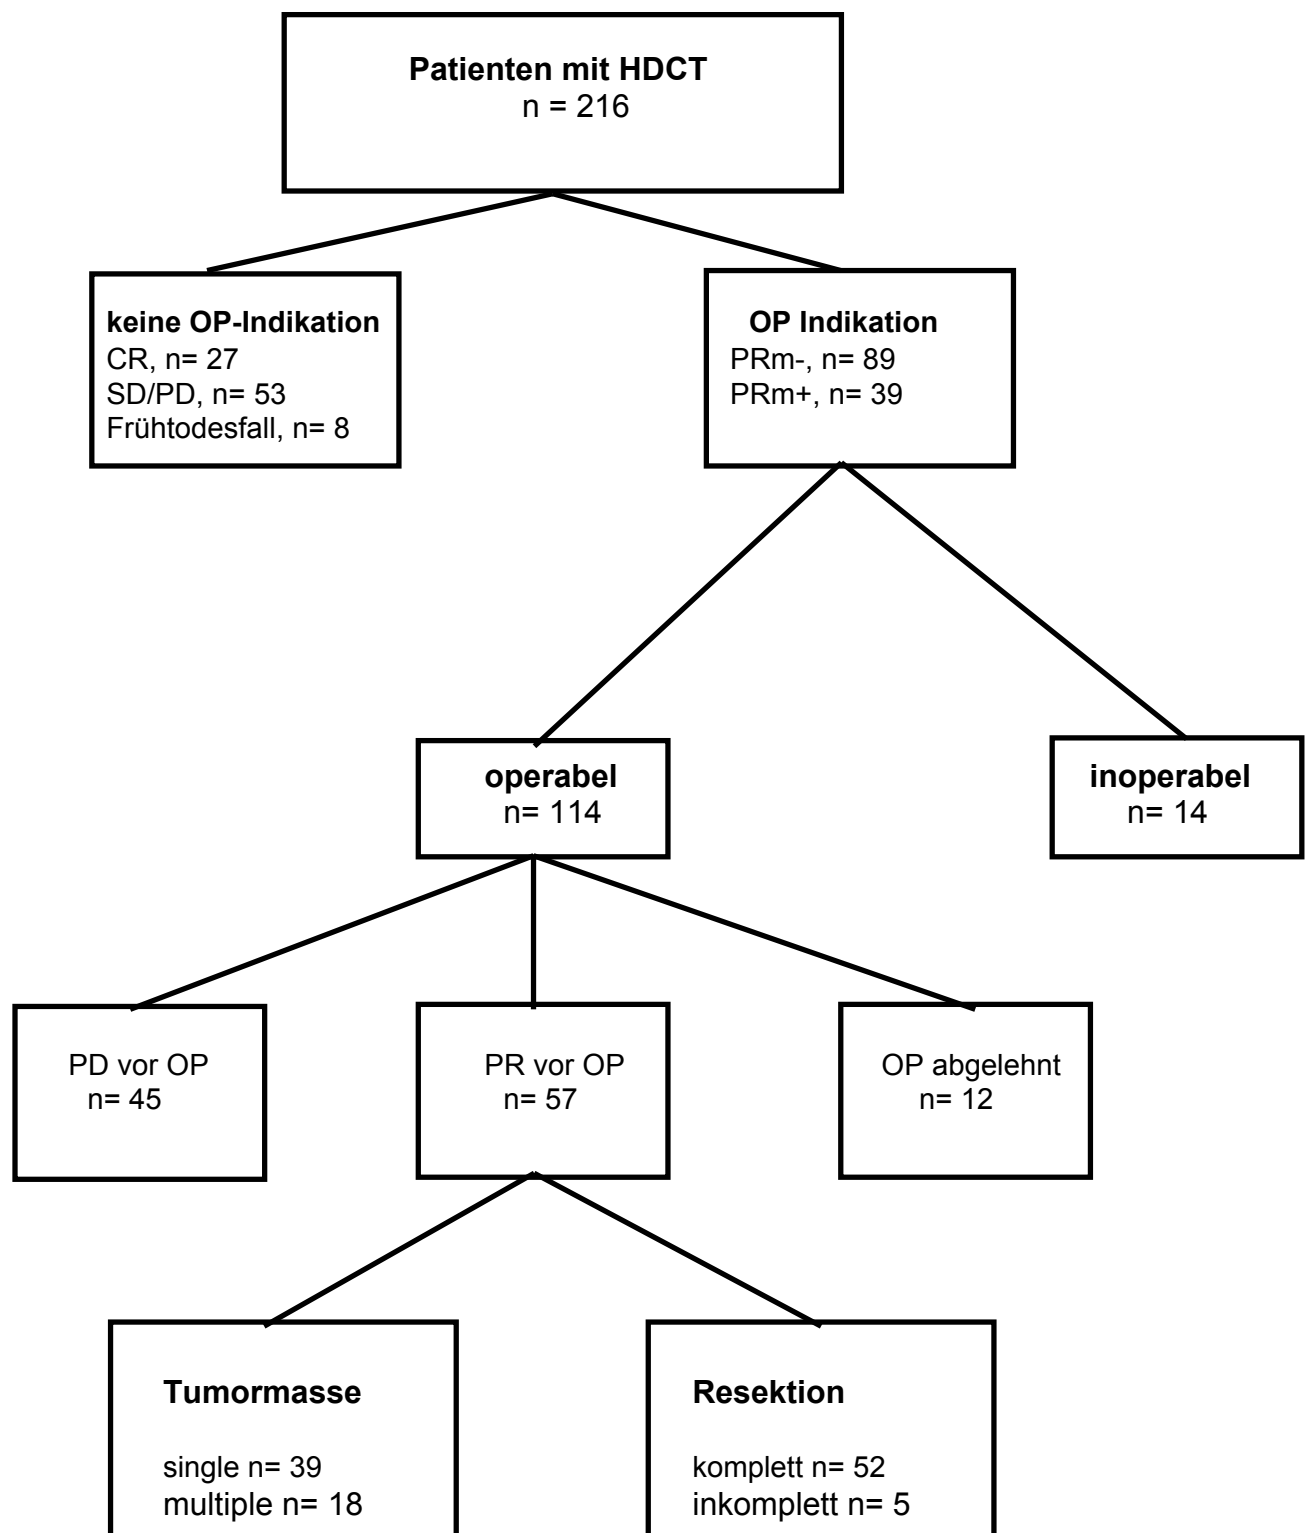 Patienten mit HDCT
n = 216
keine OP-Indikation
CR, n= 27
SD/PD, n= 53
Frühtodesfall, n= 8
OP Indikation
PRm-, n= 89
PRm+, n= 39
operabel
n= 114
inoperabel
n= 14
PD vor OP
n= 45
PR vor OP
n= 57
OP abgelehnt
n= 12
Tumormasse
single n= 39
multiple n= 18
Resektion
komplett n= 52
inkomplett n= 5